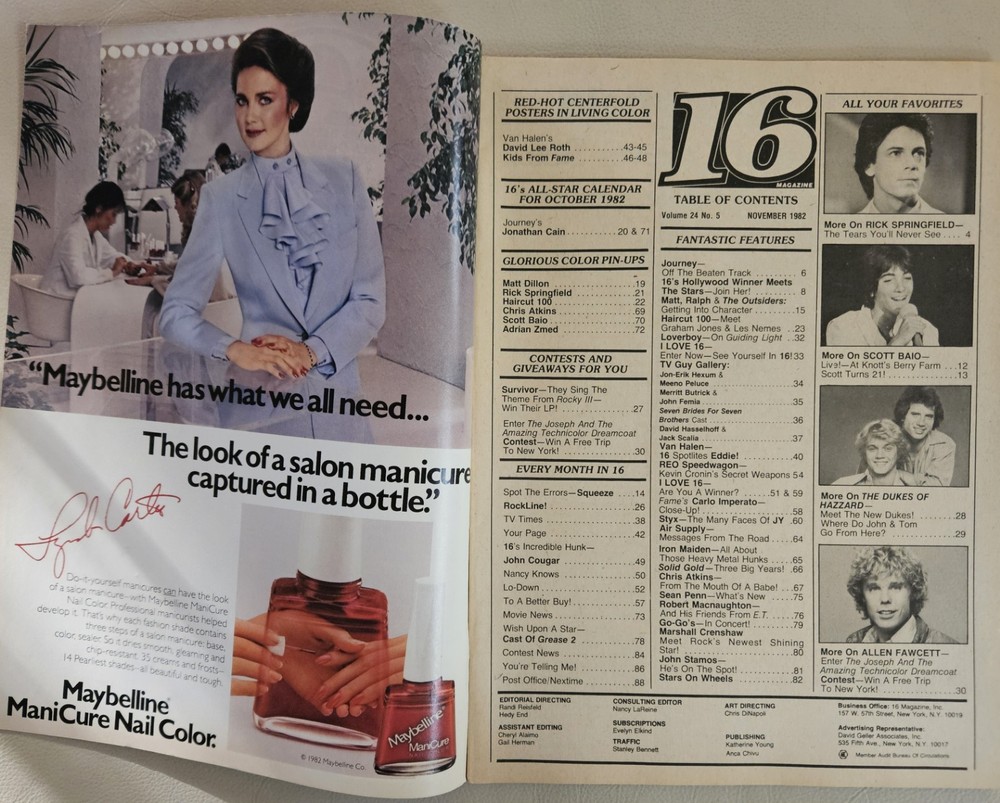 "Maybelline has what we all need...
The look of a salon manicure
captured in a bottle."
Lynda Carter
Do-it-yourself manicures can have the look
of a salon manicure—with Maybelline ManiCure
Nail Color. Professional manicurists helped
develop it. That's why each fashion shade contains
three steps of a salon manicure: base,
color, sealer. So it dries smooth, gleaming and
chip-resistant. 35 creams and frosts—
14 Pearliest shades—all beautiful and tough.
Maybelline®
ManiCure Nail Color.
Maybelline
ManiCure
© 1982 Maybelline Co.
RED-HOT CENTERFOLD
POSTERS IN LIVING COLOR
Van Halen's
David Lee Roth ...........43-45
Kids From Fame ..........46-48
16's ALL-STAR CALENDAR
FOR OCTOBER 1982
Journey's
Jonathan Cain ........... 20 & 71
GLORIOUS COLOR PIN-UPS
Matt Dillon ..................19
Rick Springfield ..............21
Haircut 100 ..................22
Chris Atkins .................69
Scott Baio ...................70
Adrian Zmed .................72
CONTESTS AND
GIVEAWAYS FOR YOU
Survivor—They Sing The
Theme From Rocky III—
Win Their LP! ...............27
Enter The Joseph And The
Amazing Technicolor Dreamcoat
Contest—Win A Free Trip
To New York! ................30
EVERY MONTH IN 16
Spot The Errors—Squeeze ....14
RockLine! ....................26
TV Times ....................38
Your Page ...................42
16's Incredible Hunk—
John Cougar .................49
Nancy Knows .................50
Lo-Down .....................52
To A Better Buy! .............57
Movie News ..................73
Wish Upon A Star—
Cast Of Grease 2 .............78
Contest News ................84
You're Telling Me! ...........86
Post Office/Nextime ..........88
16
MAGAZINE
TABLE OF CONTENTS
Volume 24 No. 5 NOVEMBER 1982
FANTASTIC FEATURES
Journey—
Off The Beaten Track ......... 6
16's Hollywood Winner Meets
The Stars—Join Her! .......... 8
Matt, Ralph & The Outsiders:
Getting Into Character .......15
Haircut 100—Meet
Graham Jones & Les Nemes ..23
Loverboy—On Guiding Light ..32
I LOVE 16—
Enter Now—See Yourself In 16!33
TV Guy Gallery:
Jon-Erik Hexum &
Meeno Peluce .................34
Merritt Butrick &
John Femia ...................35
Seven Brides For Seven
Brothers Cast ................36
David Hasselhoff &
Jack Scalia ..................37
Van Halen—
16 Spotlites Eddie! ..........40
REO Speedwagon—
Kevin Cronin's Secret Weapons 54
I LOVE 16—
Are You A Winner? ......51 & 59
Fame's Carlo Imperato—
Close-Up! ....................58
Styx—The Many Faces Of JY .60
Air Supply—
Messages From The Road .....64
Iron Maiden—All About
Those Heavy Metal Hunks ....65
Solid Gold—Three Big Years! ..66
Chris Atkins—
From The Mouth Of A Babe! ..67
Sean Penn—What's New .....75
Robert Macnaughton—
And His Friends From E.T. ....76
Go-Go's—In Concert! .........79
Marshall Crenshaw
Meet Rock's Newest Shining
Star! ........................80
John Stamos—
He's On The Spot! ............81
Stars On Wheels .............82
ALL YOUR FAVORITES
More On RICK SPRINGFIELD—
The Tears You'll Never See .... 4
More On SCOTT BAIO—
Live!—At Knott's Berry Farm ...12
Scott Turns 21! ..............13
More On THE DUKES OF
HAZZARD—
Meet The New Dukes! .........28
Where Do John & Tom
Go From Here? ...............29
More On ALLEN FAWCETT—
Enter The Joseph And The
Amazing Technicolor Dreamcoat
Contest—Win A Free Trip
To New York! ................30
EDITORIAL DIRECTING
Randi Reisfeld
Hedy End
ASSISTANT EDITING
Cheryl Alaimo
Gail Herman
CONSULTING EDITOR
Nancy LaReine
SUBSCRIPTIONS
Evelyn Elkind
TRAFFIC
Stanley Bennett
ART DIRECTING
Chris DiNapoli
PUBLISHING
Katherine Young
Anca Chivu
Business Office: 16 Magazine, Inc.
157 W. 57th Street, New York, N.Y. 10019
Advertising Representative:
David Geller Associates, Inc.
535 Fifth Ave., New York, N.Y. 10017
Member Audit Bureau Of Circulations